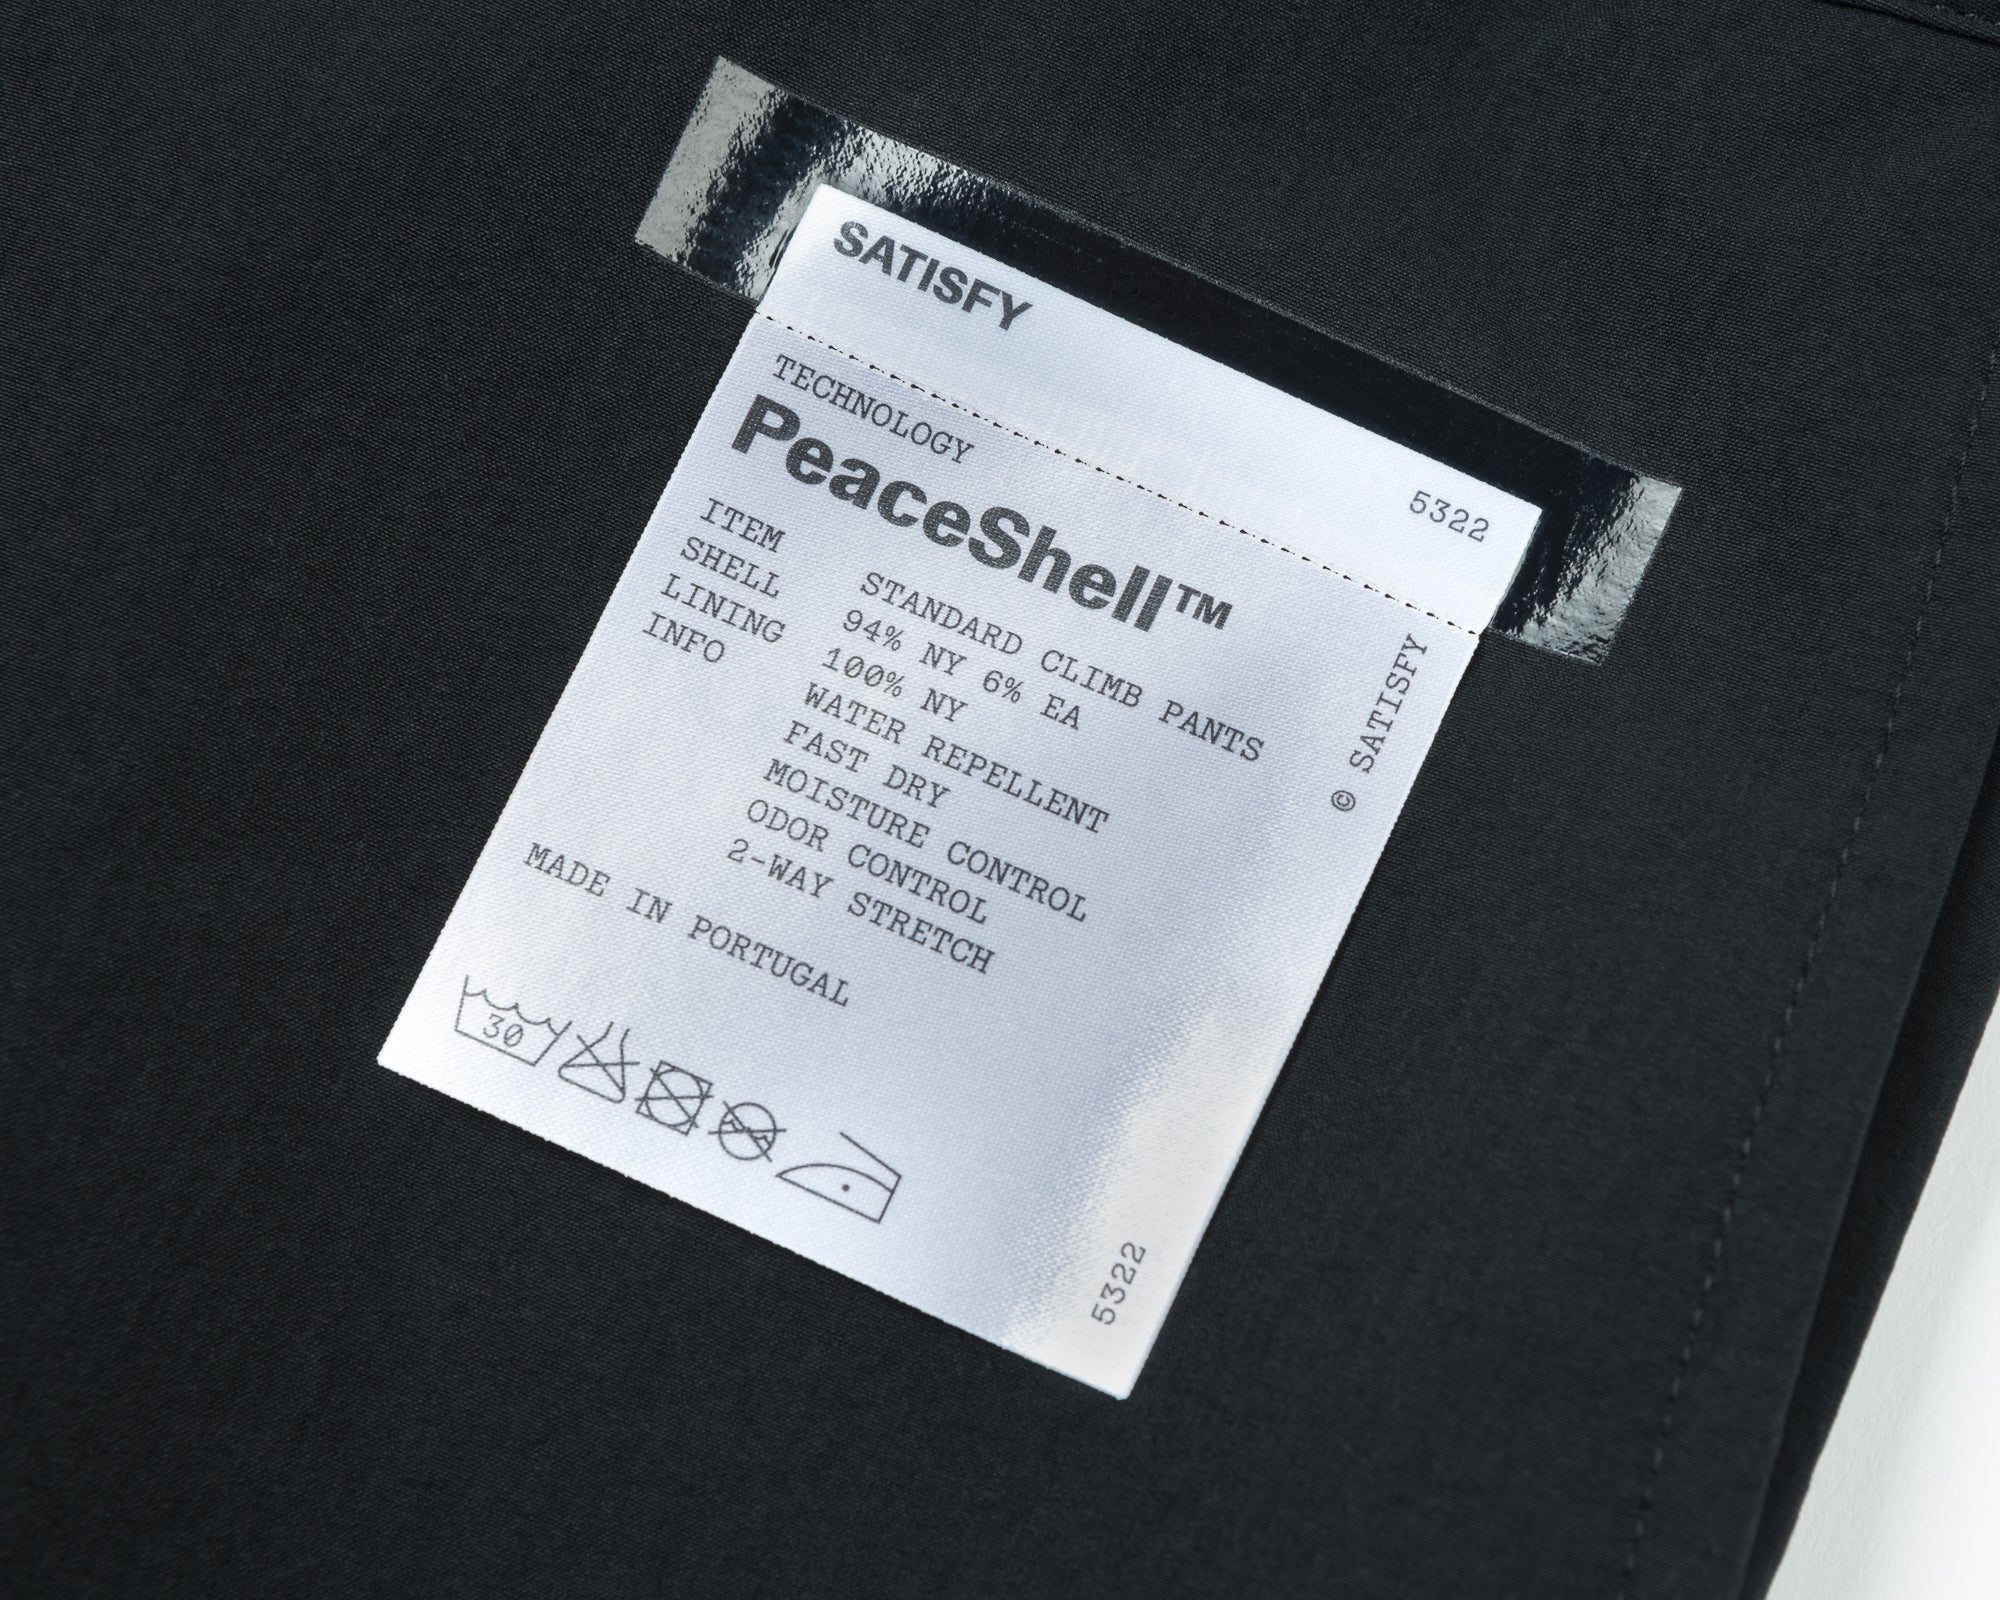 SATISFY
5322
TECHNOLOGY
PeaceShell™
ITEM STANDARD CLIMB PANTS
SHELL 94% NY 6% EA
LINING 100% NY
INFO WATER REPELLENT
FAST DRY
MOISTURE CONTROL
ODOR CONTROL
2-WAY STRETCH
MADE IN PORTUGAL
30
© SATISFY
5322